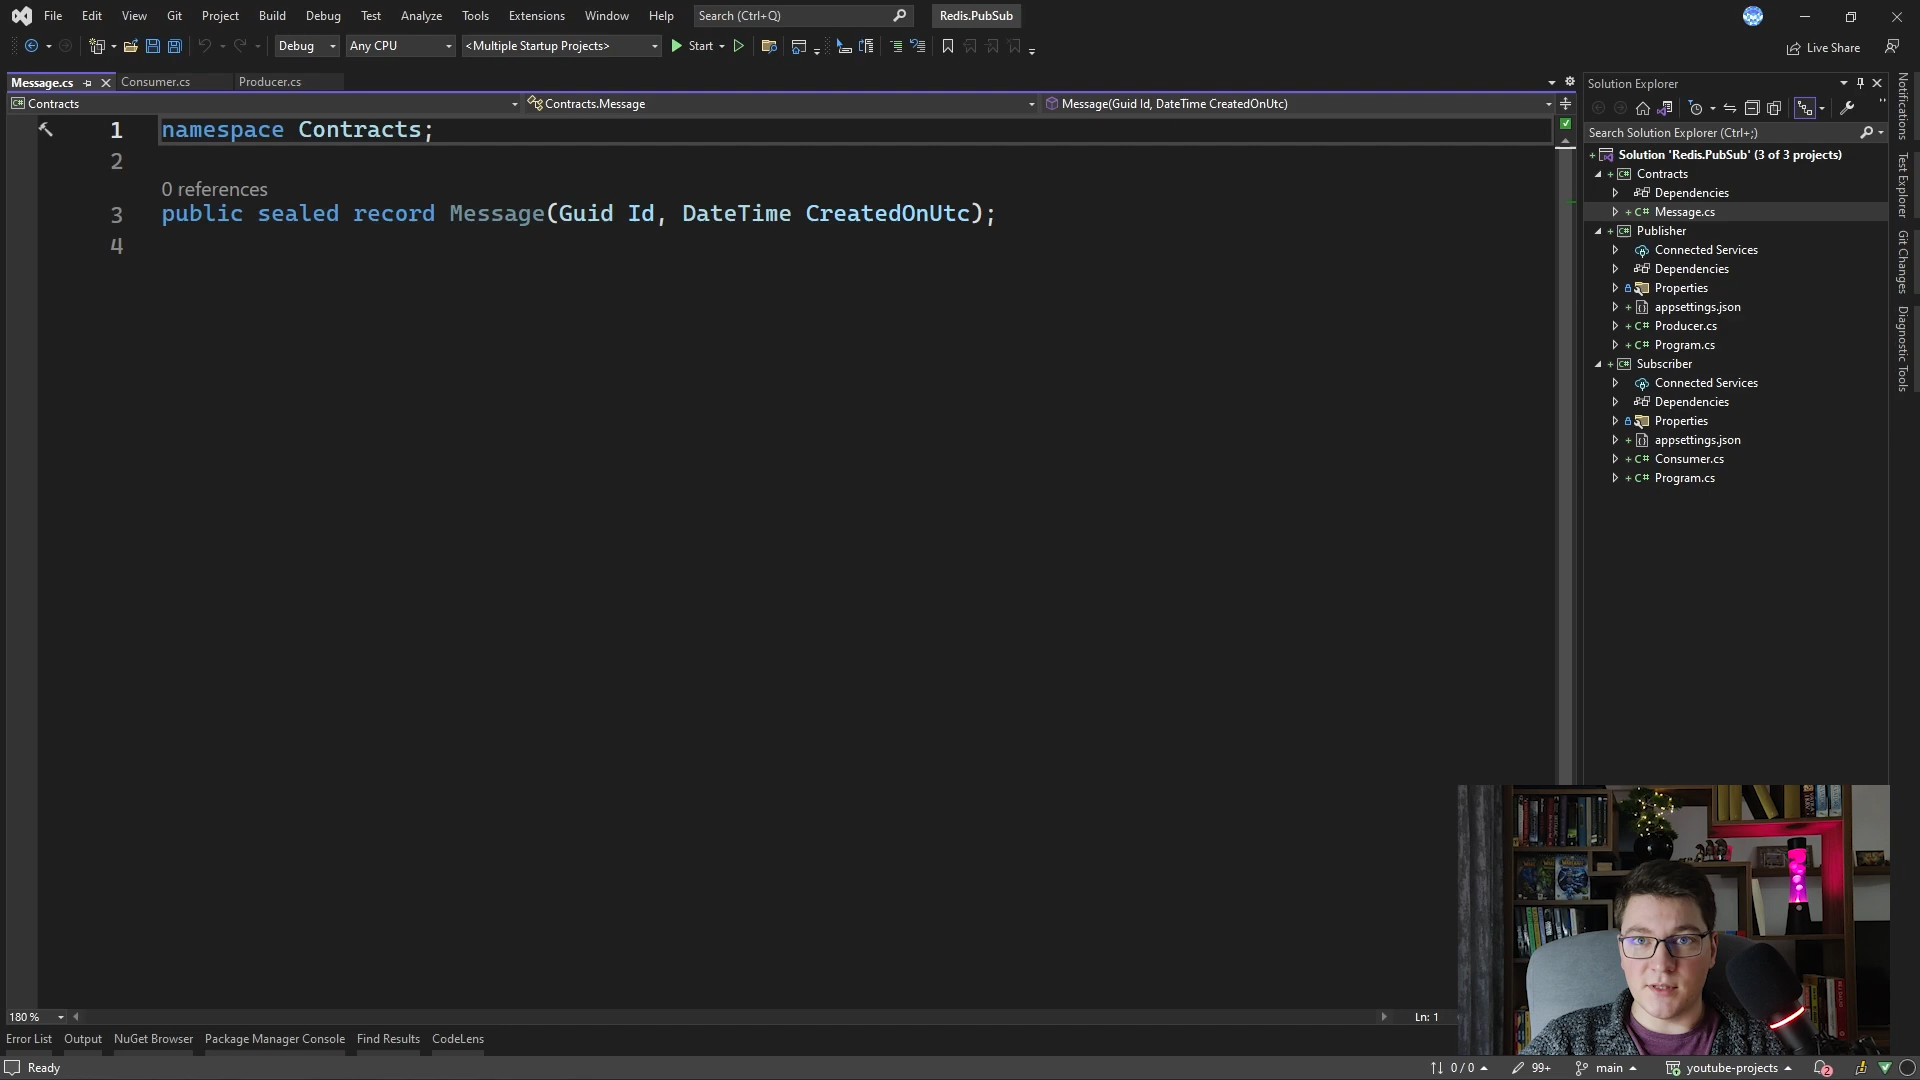 File Edit View Git Project Build Debug Test Analyze Tools Extensions Window Help Search (Ctrl+Q) Redis.PubSub
Debug Any CPU <Multiple Startup Projects> Start Live Share
Message.cs Consumer.cs Producer.cs
Contracts Contracts.Message Message(Guid Id, DateTime CreatedOnUtc)
1 namespace Contracts;
2
0 references
3 public sealed record Message(Guid Id, DateTime CreatedOnUtc);
4
Solution Explorer
Search Solution Explorer (Ctrl+;)
Solution 'Redis.PubSub' (3 of 3 projects)
Contracts
Dependencies
C# Message.cs
Publisher
Connected Services
Dependencies
Properties
appsettings.json
C# Producer.cs
C# Program.cs
Subscriber
Connected Services
Dependencies
Properties
appsettings.json
C# Consumer.cs
C# Program.cs
Notifications
Test Explorer
Git Changes
Diagnostic Tools
180 % Ln: 1
Error List Output NuGet Browser Package Manager Console Find Results CodeLens
Ready 0 / 0 99+ main youtube-projects 2